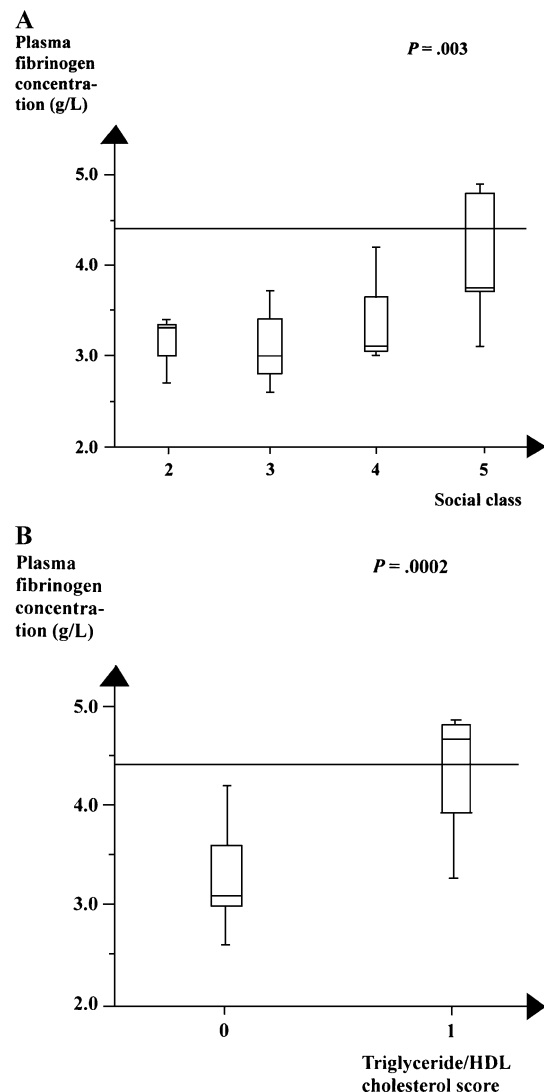 A
Plasma
fibrinogen
concentra-
tion (g/L)
P = .003
5.0
4.0
3.0
2.0
2 3 4 5
Social class
B
Plasma
fibrinogen
concentra-
tion (g/L)
P = .0002
5.0
4.0
3.0
2.0
0 1
Triglyceride/HDL
cholesterol score